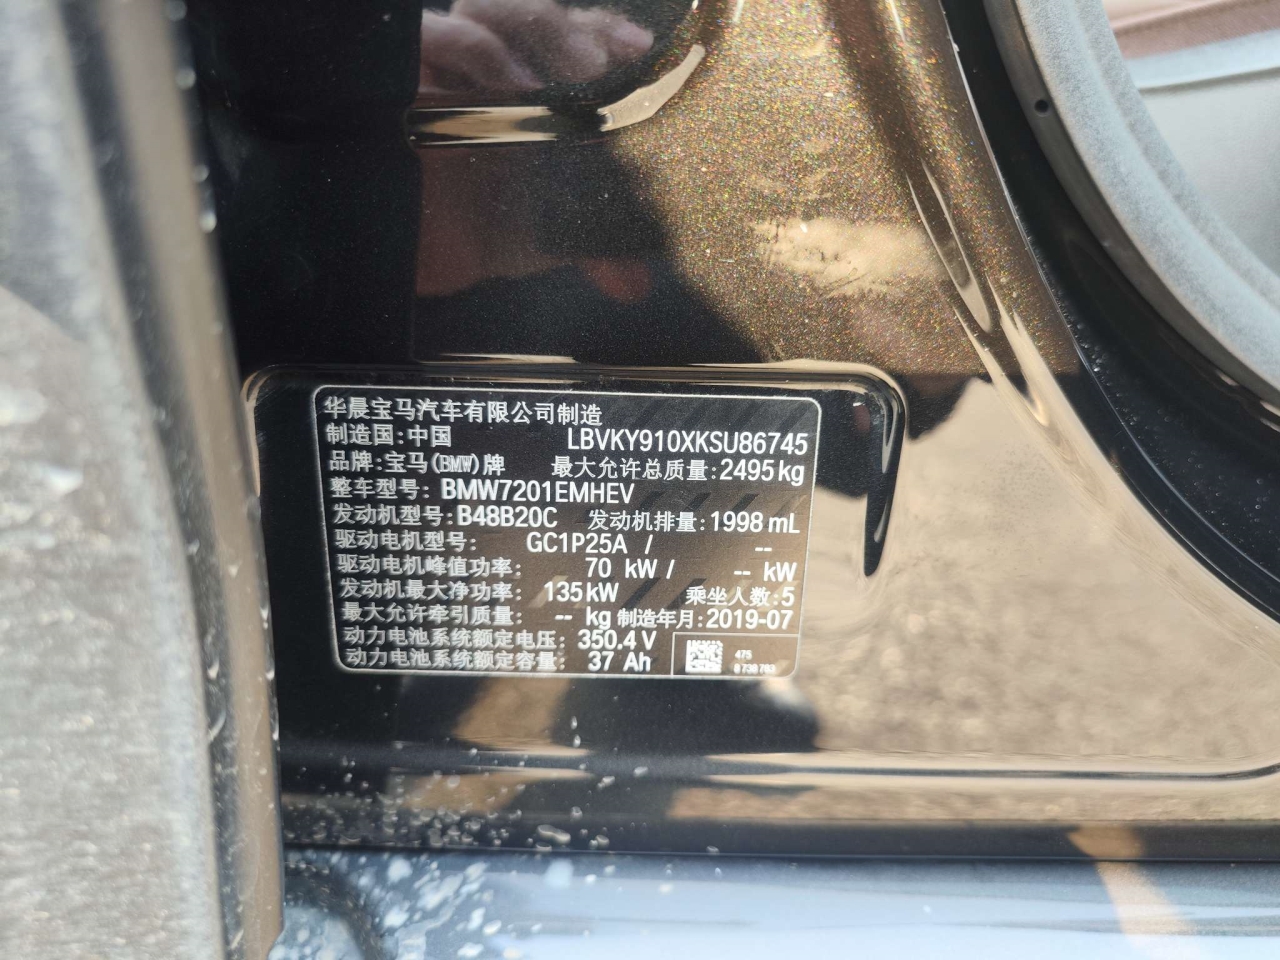 华晨宝马汽车有限公司制造
制造国:中国 LBVKY910XKSU86745
品牌:宝马(BMW)牌 最大允许总质量:2495kg
整车型号: BMW7201EMHEV
发动机型号:B48B20C 发动机排量:1998 mL
驱动电机型号: GC1P25A / --
驱动电机峰值功率: 70 kW / -- kW
发动机最大净功率: 135kW 乘坐人数:5
最大允许牵引质量: -- kg 制造年月:2019-07
动力电池系统额定电压: 350.4 V
动力电池系统额定容量: 37 Ah
475
8 738 783